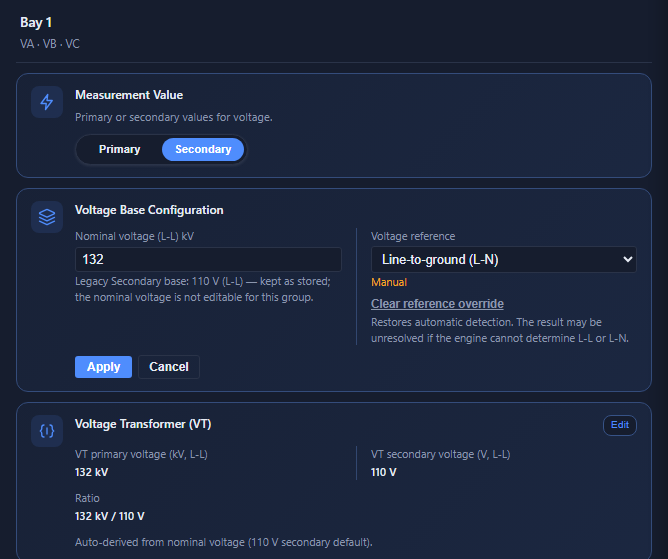 Bay 1
VA · VB · VC
Measurement Value
Primary or secondary values for voltage.
Primary Secondary
Voltage Base Configuration
Nominal voltage (L-L) kV
132
Legacy Secondary base: 110 V (L-L) — kept as stored;
the nominal voltage is not editable for this group.
Voltage reference
Line-to-ground (L-N)
Manual
Clear reference override
Restores automatic detection. The result may be
unresolved if the engine cannot determine L-L or L-N.
Apply Cancel
Voltage Transformer (VT)
Edit
VT primary voltage (kV, L-L)
132 kV
VT secondary voltage (V, L-L)
110 V
Ratio
132 kV / 110 V
Auto-derived from nominal voltage (110 V secondary default).